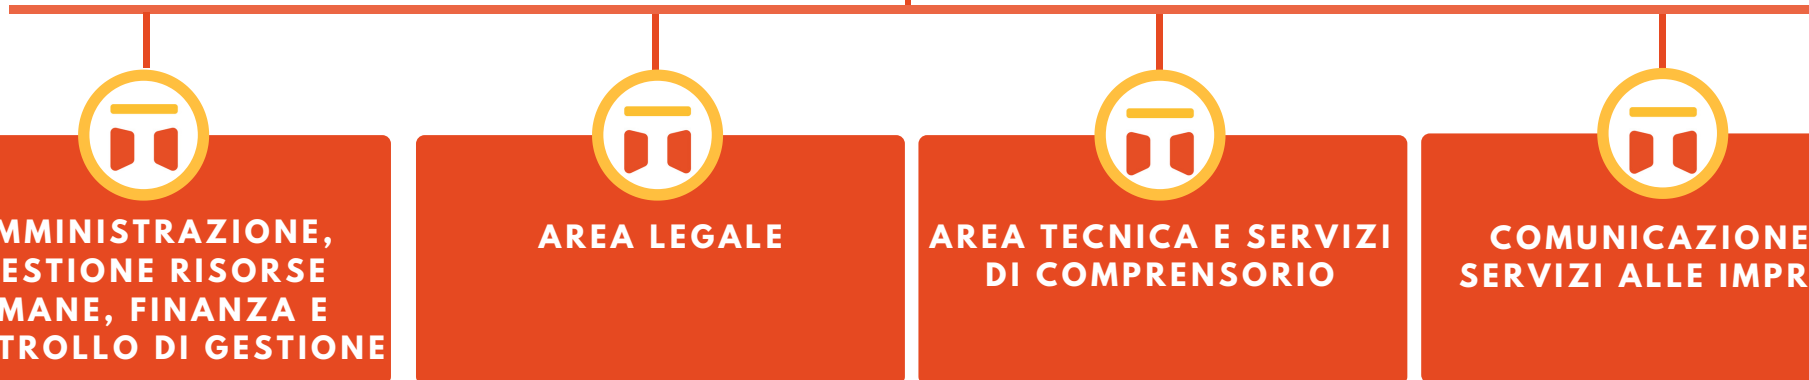 MMINISTRAZIONE,
ESTIONE RISORSE
MANE, FINANZA E
TROLLO DI GESTIONE
AREA LEGALE
AREA TECNICA E SERVIZI
DI COMPRENSORIO
COMUNICAZIONE
SERVIZI ALLE IMPR